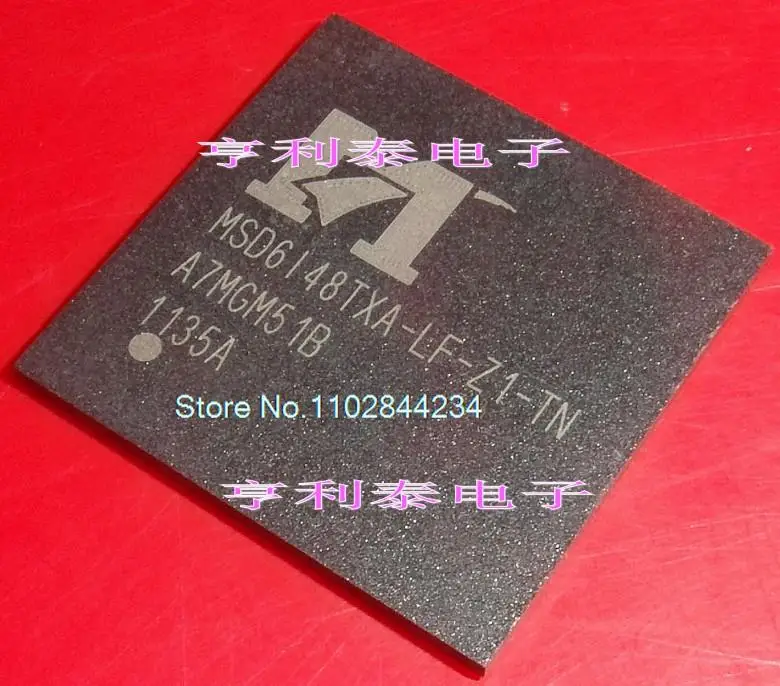 亨利泰电子
MSD6I48TXA-LF-Z1-TN
A7MGM51B
1135A
Store No.1102844234
亨利泰电子